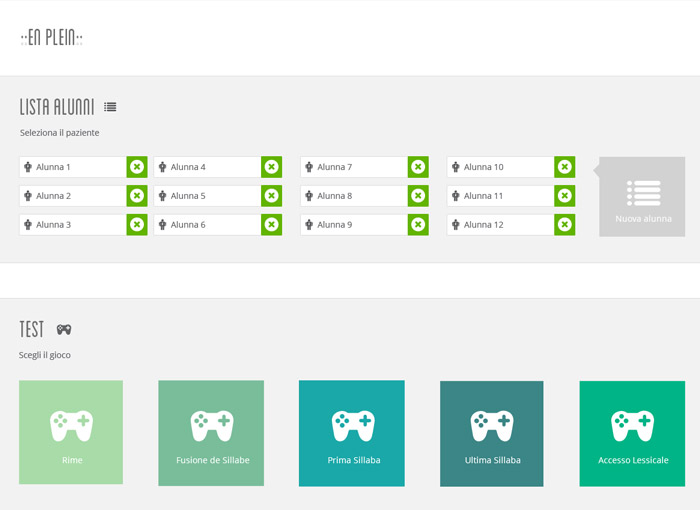 ::EN PLEIN::
LISTA ALUNNI
Seleziona il paziente
Alunna 1
Alunna 4
Alunna 7
Alunna 10
Alunna 2
Alunna 5
Alunna 8
Alunna 11
Alunna 3
Alunna 6
Alunna 9
Alunna 12
Nuova alunna
TEST
Scegli il gioco
Rime
Fusione de Sillabe
Prima Sillaba
Ultima Sillaba
Accesso Lessicale